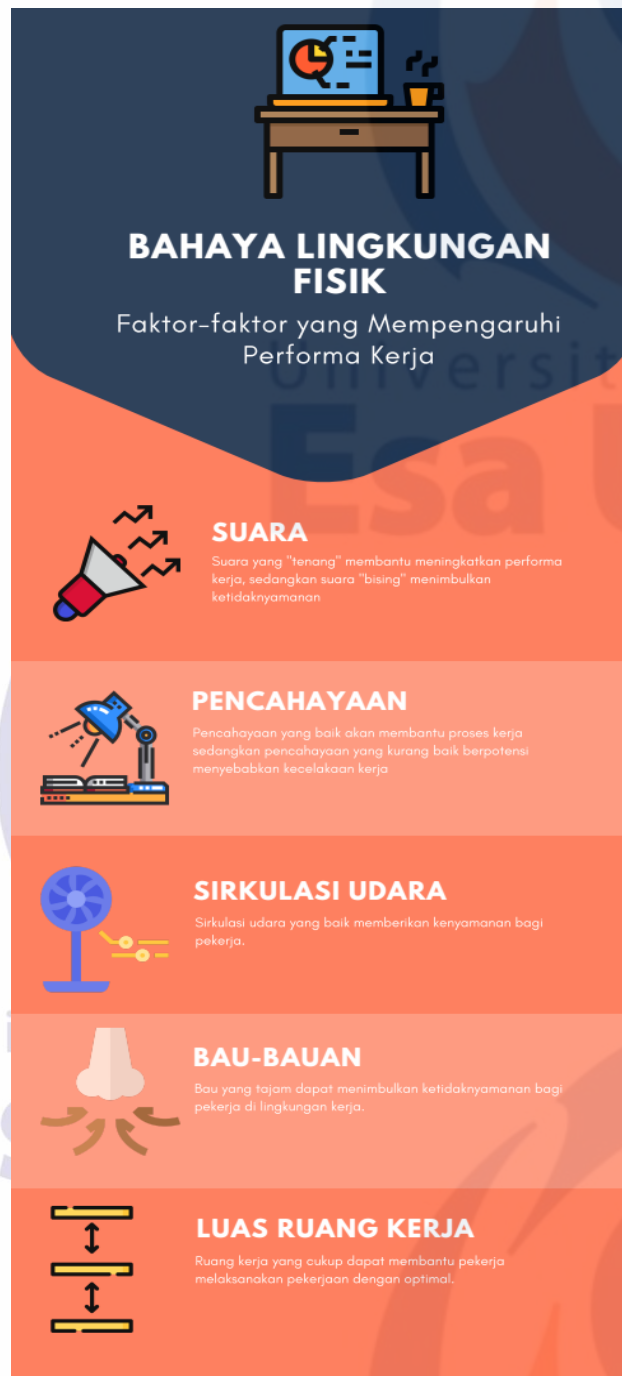 BAHAYA LINGKUNGAN
FISIK
Faktor-faktor yang Mempengaruhi
Performa Kerja
Universit
Esa U
SUARA
Suara yang "tenang" membantu meningkatkan performa
kerja, sedangkan suara "bising" menimbulkan
ketidaknyamanan
PENCAHAYAAN
Pencahayaan yang baik akan membantu proses kerja
sedangkan pencahayaan yang kurang baik berpotensi
menyebabkan kecelakaan kerja
SIRKULASI UDARA
Sirkulasi udara yang baik memberikan kenyamanan bagi
pekerja.
BAU-BAUAN
Bau yang tajam dapat menimbulkan ketidaknyamanan bagi
pekerja di lingkungan kerja.
LUAS RUANG KERJA
Ruang kerja yang cukup dapat membantu pekerja
melaksanakan pekerjaan dengan optimal.